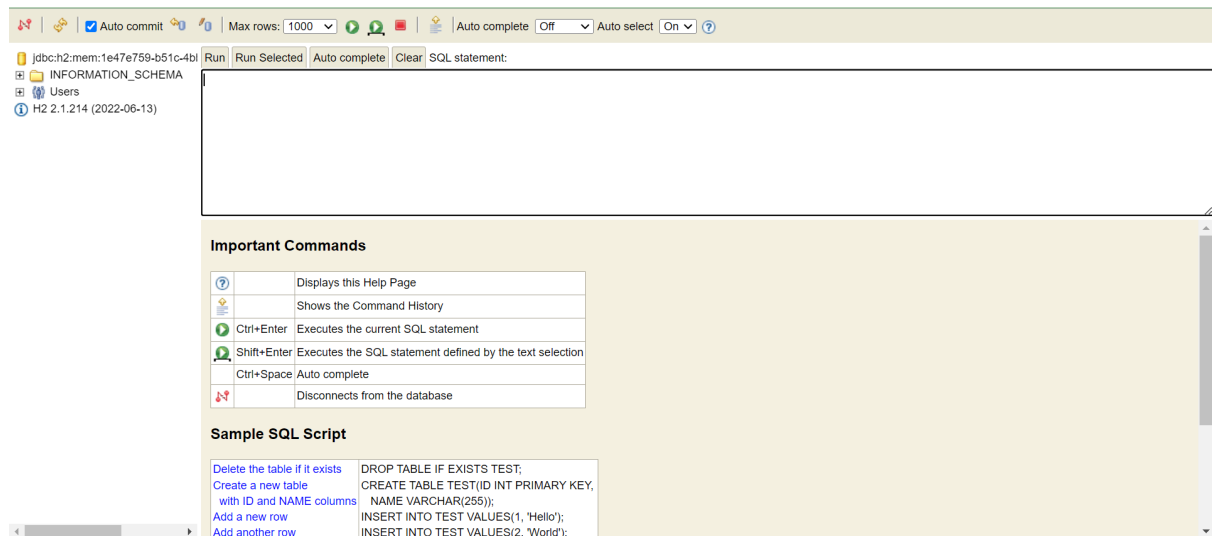 Auto commit Max rows: 1000 Auto complete Off Auto select On
jdbc:h2:mem:1e47e759-b51c-4bl Run Run Selected Auto complete Clear SQL statement:
INFORMATION_SCHEMA
Users
H2 2.1.214 (2022-06-13)
Important Commands
Displays this Help Page
Shows the Command History
Ctrl+Enter Executes the current SQL statement
Shift+Enter Executes the SQL statement defined by the text selection
Ctrl+Space Auto complete
Disconnects from the database
Sample SQL Script
Delete the table if it exists DROP TABLE IF EXISTS TEST;
Create a new table CREATE TABLE TEST(ID INT PRIMARY KEY,
with ID and NAME columns NAME VARCHAR(255));
Add a new row INSERT INTO TEST VALUES(1, 'Hello');
Add another row INSERT INTO TEST VALUES(2, 'World');